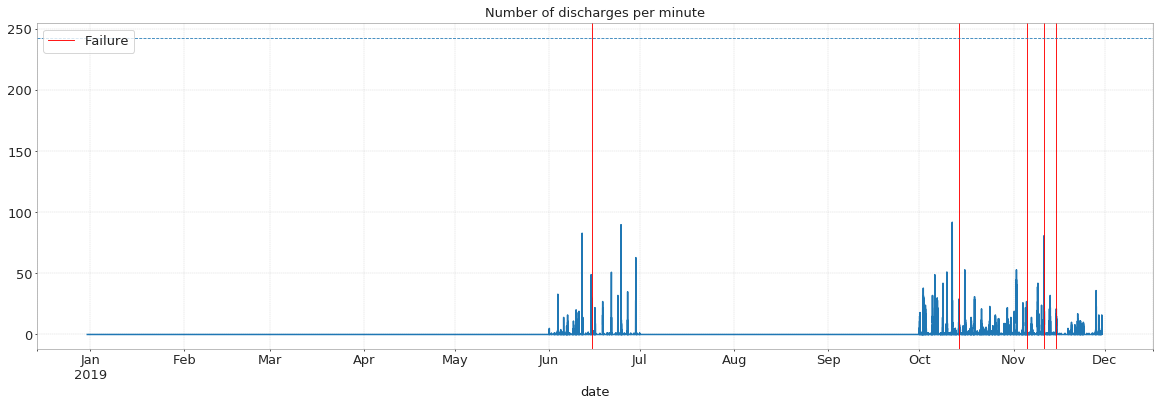 Number of discharges per minute
Failure
250
200
150
100
50
0
Jan Feb Mar Apr May Jun Jul Aug Sep Oct Nov Dec
2019
date